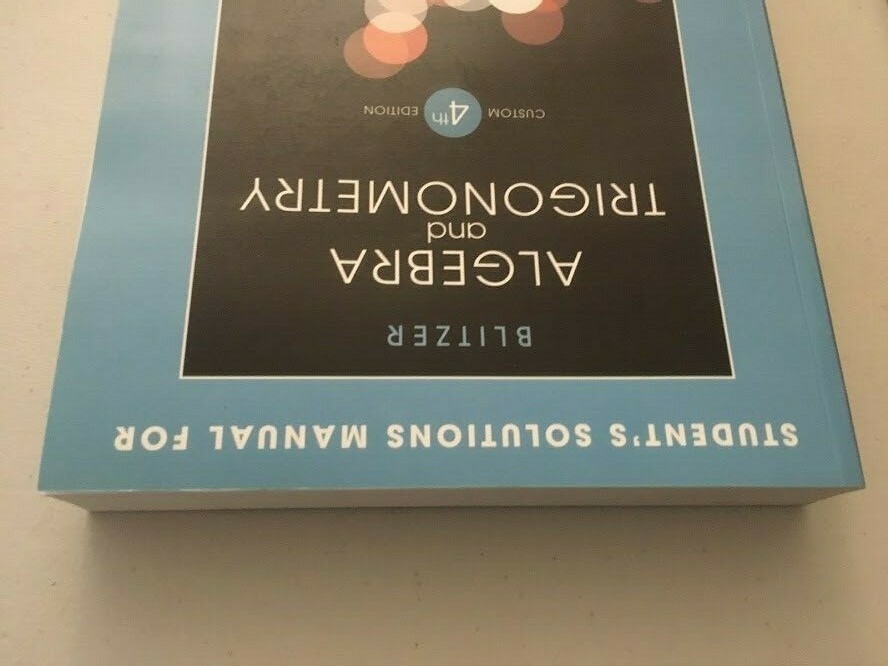 STUDENT'S SOLUTIONS MANUAL FOR
BLITZER
ALGEBRA
and
TRIGONOMETRY
CUSTOM 4th EDITION